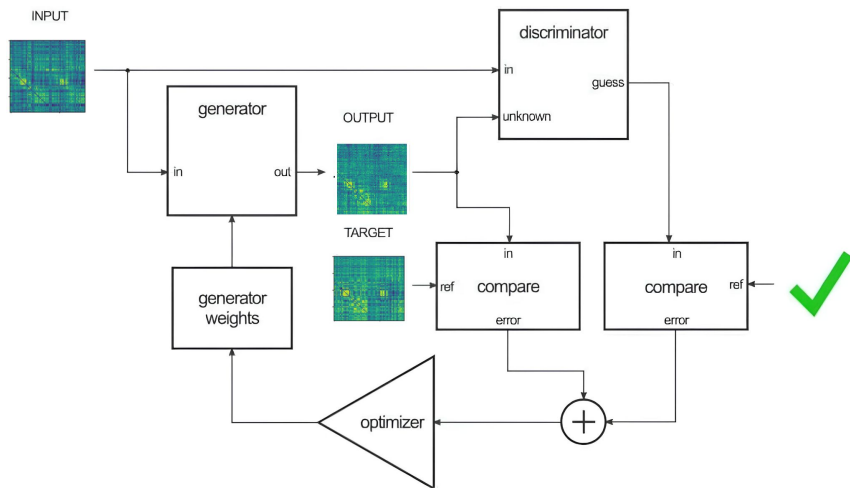 INPUT
discriminator
in
guess
unknown
generator
in
out
OUTPUT
TARGET
in
ref
compare
error
in
ref
compare
error
generator
weights
optimizer
+